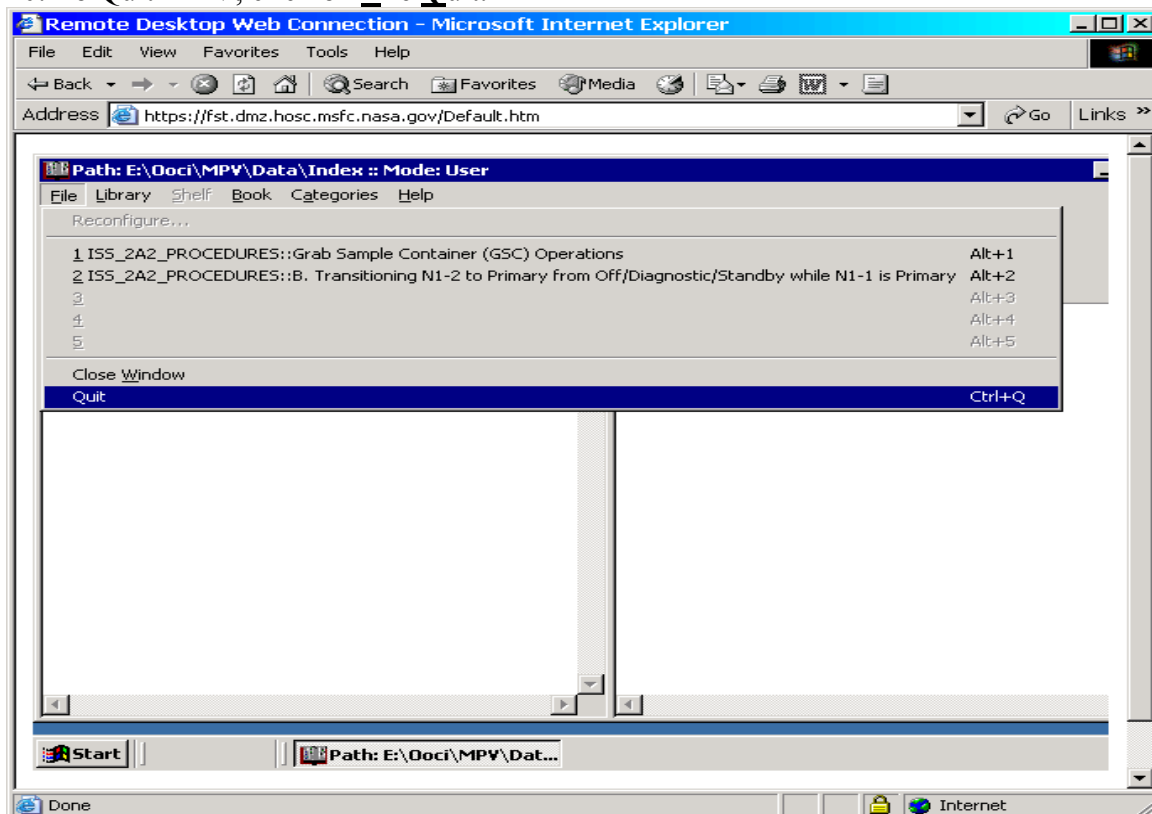 Remote Desktop Web Connection - Microsoft Internet Explorer
File Edit View Favorites Tools Help
Back Search Favorites Media
Address https://fst.dmz.hosc.msfc.nasa.gov/Default.htm Go Links »
Path: E:\Ooci\MPV\Data\Index :: Mode: User
File Library Shelf Book Categories Help
Reconfigure...
1 ISS_2A2_PROCEDURES::Grab Sample Container (GSC) Operations Alt+1
2 ISS_2A2_PROCEDURES::B. Transitioning N1-2 to Primary from Off/Diagnostic/Standby while N1-1 is Primary Alt+2
3 Alt+3
4 Alt+4
5 Alt+5
Close Window
Quit Ctrl+Q
Start Path: E:\Ooci\MPV\Dat...
Done Internet